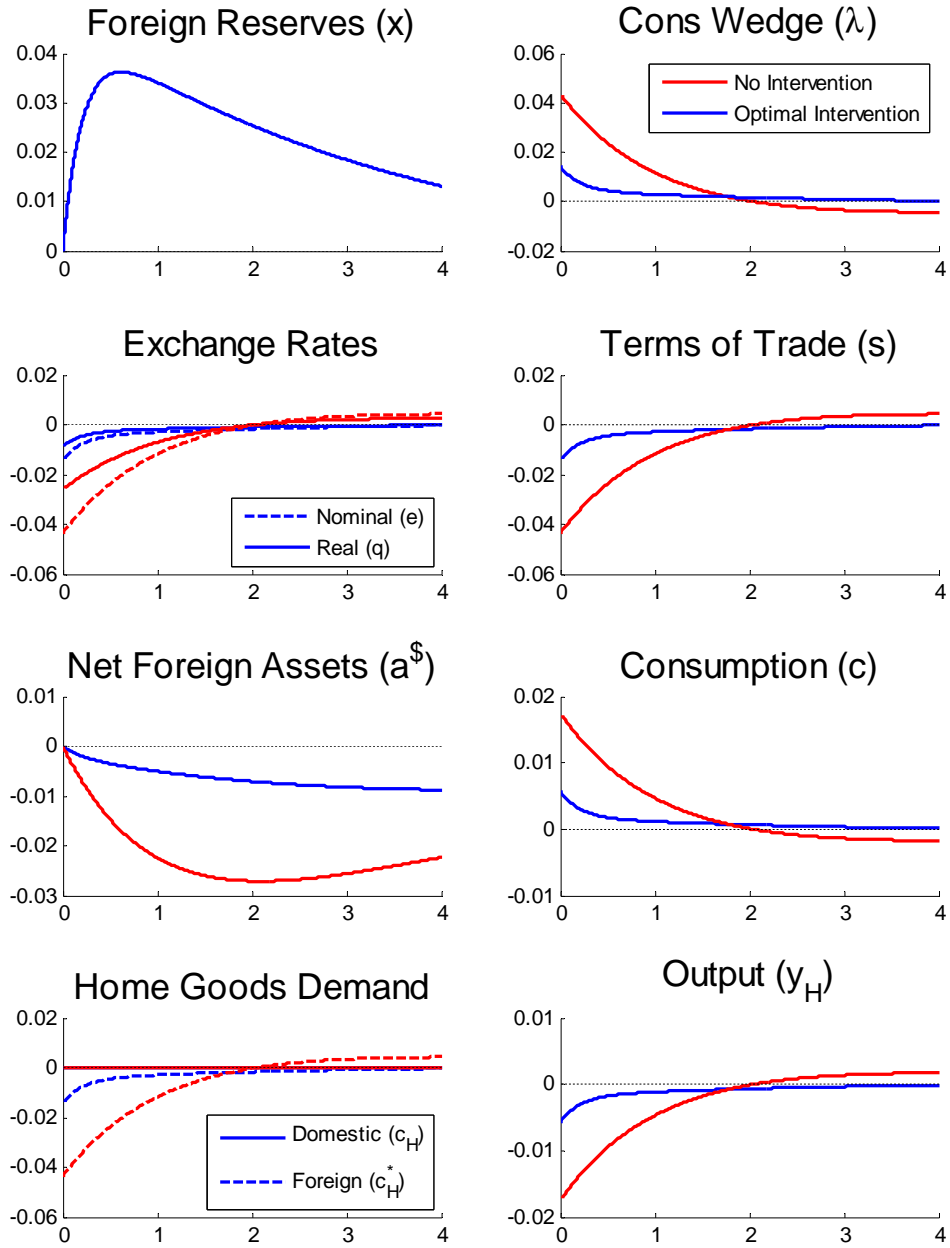 Foreign Reserves (x)
0.04
0.03
0.02
0.01
0
0 1 2 3 4
Cons Wedge (λ)
0.06
0.04
0.02
0
-0.02
0 1 2 3 4
No Intervention
Optimal Intervention
Exchange Rates
0.02
0
-0.02
-0.04
-0.06
0 1 2 3 4
Nominal (e)
Real (q)
Terms of Trade (s)
0.02
0
-0.02
-0.04
-0.06
0 1 2 3 4
Net Foreign Assets (a$)
0.01
0
-0.01
-0.02
-0.03
0 1 2 3 4
Consumption (c)
0.02
0.01
0
-0.01
0 1 2 3 4
Home Goods Demand
0.02
0
-0.02
-0.04
-0.06
0 1 2 3 4
Domestic (cH)
Foreign (c*H)
Output (yH)
0.01
0
-0.01
-0.02
0 1 2 3 4